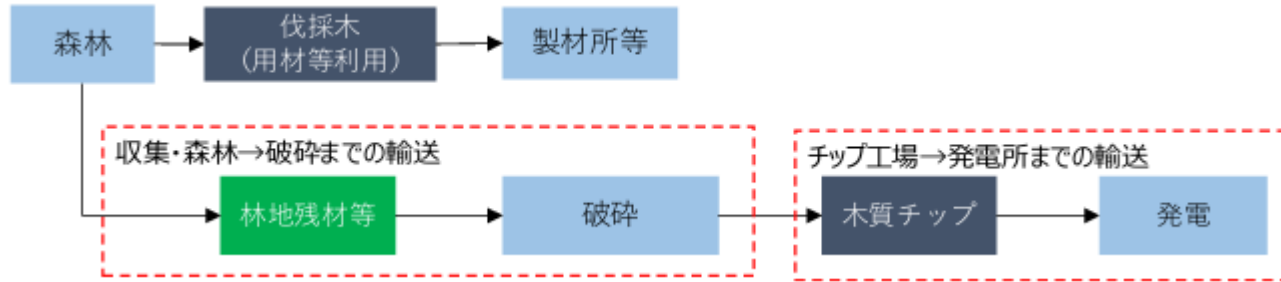 森林
伐採木
(用材等利用)
製材所等
収集・森林→破砕までの輸送
チップ工場→発電所までの輸送
林地残材等
破砕
木質チップ
発電